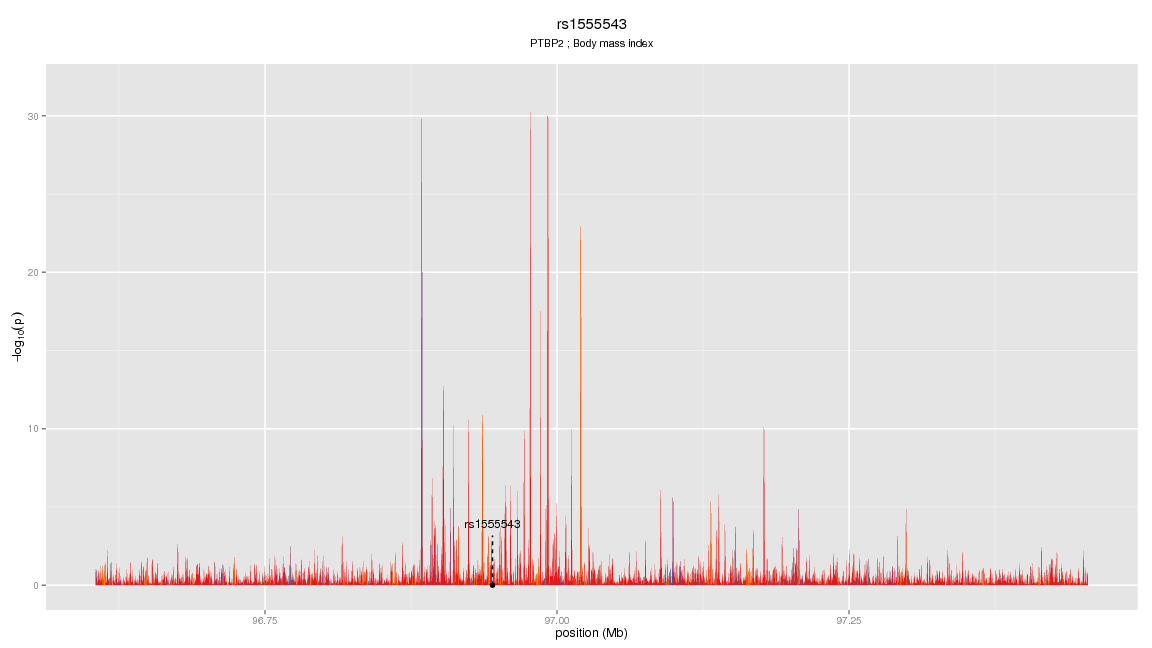 rs1555543
PTBP2 ; Body mass index
30
20
10
0
−log10(p)
rs1555543
96.75
97.00
97.25
position (Mb)